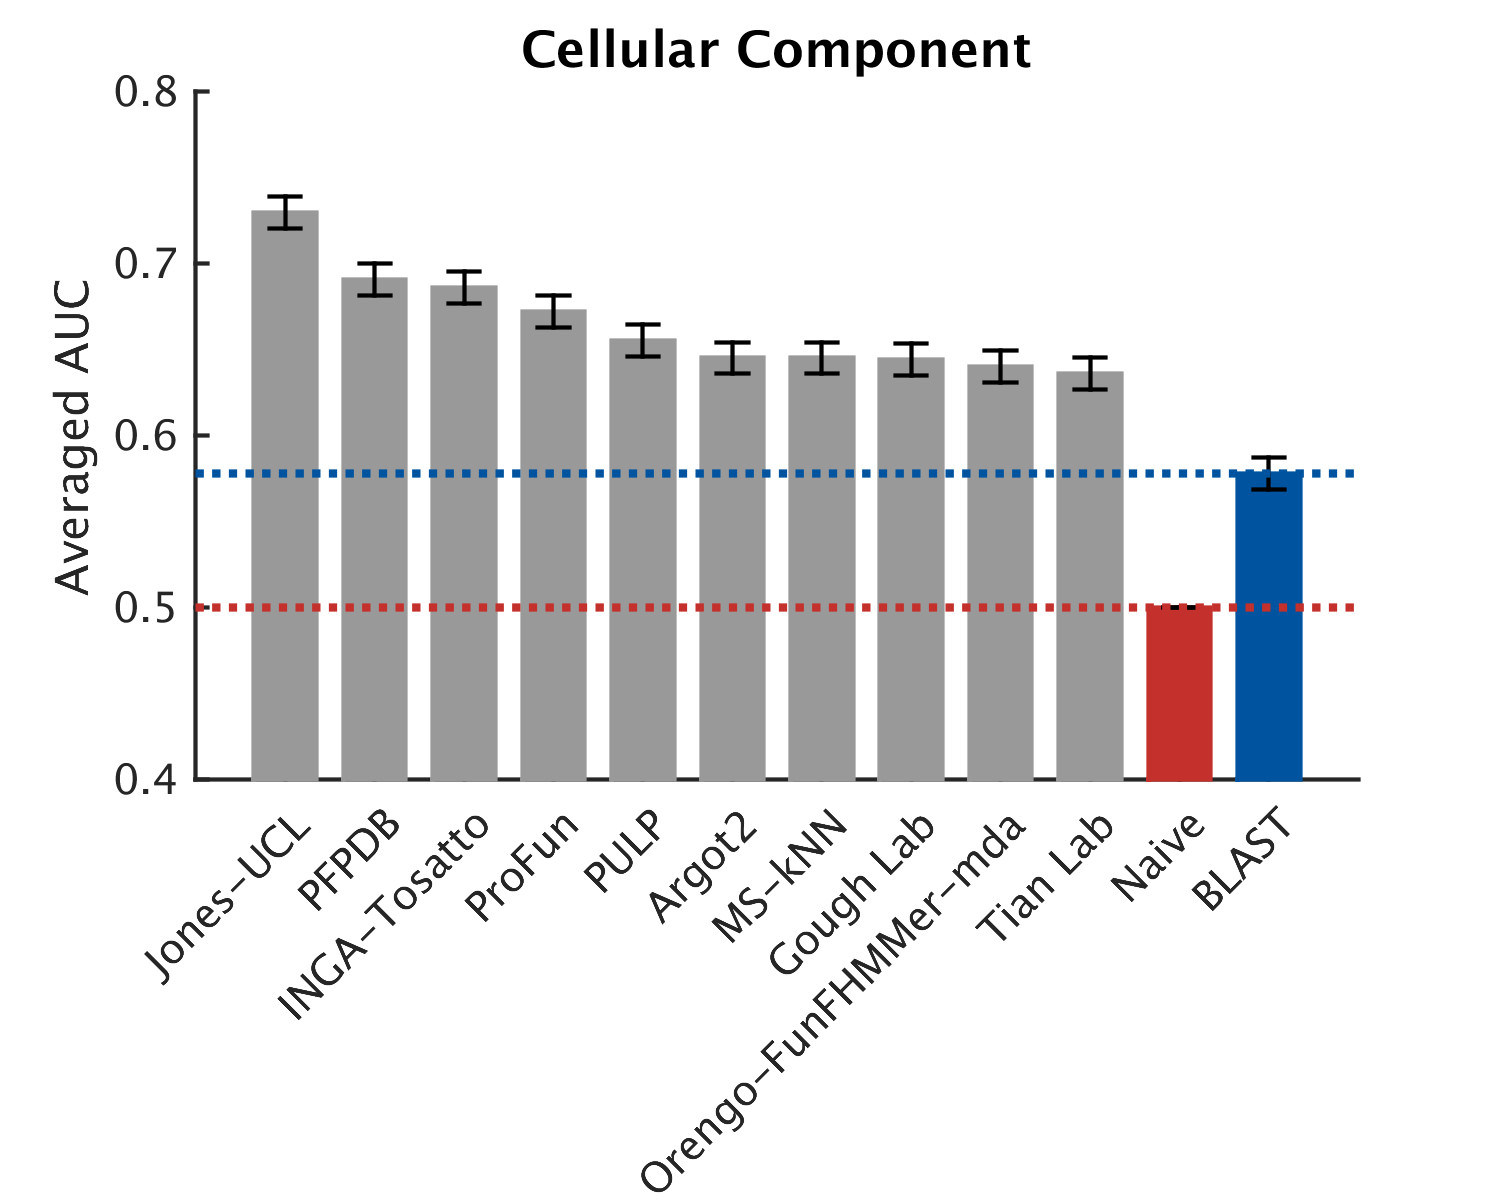 Cellular Component
Averaged AUC
0.8
0.7
0.6
0.5
0.4
Jones-UCL
PFPDB
INGA-Tosatto
ProFun
PULP
Argot2
MS-kNN
Gough Lab
Orengo-FunFHMMer-mda
Tian Lab
Naive
BLAST